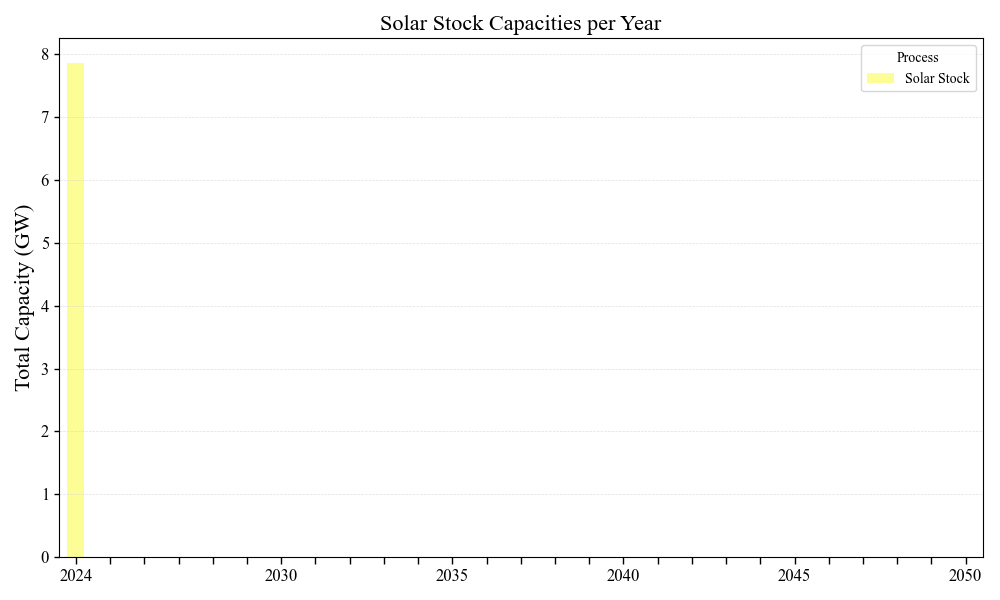 Solar Stock Capacities per Year
Total Capacity (GW)
8
7
6
5
4
3
2
1
0
2024 2030 2035 2040 2045 2050
Process
Solar Stock